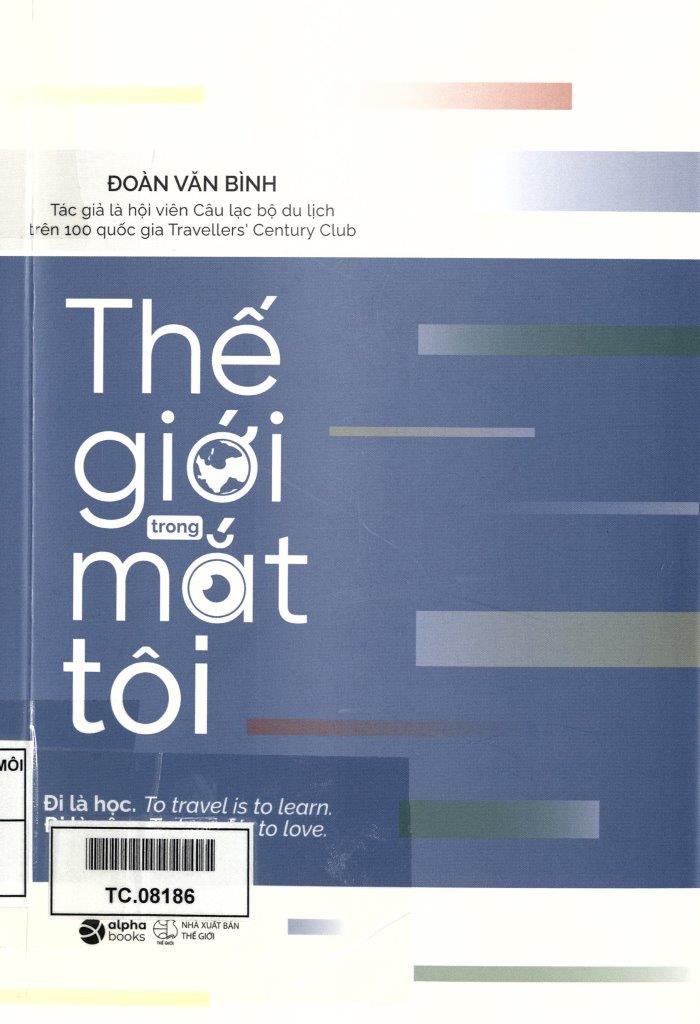 ĐOÀN VĂN BÌNH
Tác giả là hội viên Câu lạc bộ du lịch
trên 100 quốc gia Travellers' Century Club
Thế
giới
trong
mắt
tôi
MÔI
Đi là học. To travel is to learn.
to love.
TC.08186
alpha books
NHÀ XUẤT BẢN
THẾ GIỚI
THẾ GIỚI